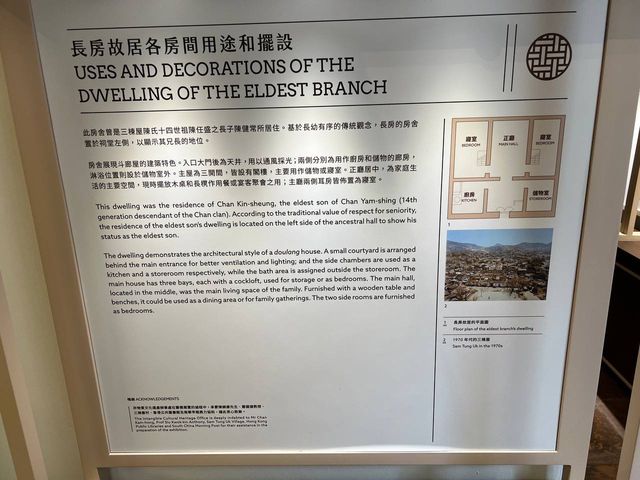 長房故居各房間用途和擺設
USES AND DECORATIONS OF THE
DWELLING OF THE ELDEST BRANCH
此房舍曾是三棟屋陳氏十四世祖陳任盛之長子陳健常所居住。基於長幼有序的傳統觀念，長房的房舍
置於祠堂左側，以顯示其兄長的地位。
房舍展現斗廊屋的建築特色。入口大門後為天井，用以通風採光；兩側分別為用作廚房和儲物的廊房，
淋浴位置則設於儲物室外。主屋為三開間，皆設有閣樓，主要用作儲物或寢室。正廳居中，為家庭生
活的主要空間，現時擺放木桌和長櫈作用餐或宴客聚會之用；主廳兩側耳房皆佈置為寢室。
This dwelling was the residence of Chan Kin-sheung, the eldest son of Chan Yam-shing (14th
generation descendant of the Chan clan). According to the traditional value of respect for seniority,
the residence of the eldest son's dwelling is located on the left side of the ancestral hall to show his
status as the eldest son.
The dwelling demonstrates the architectural style of a doulang house. A small courtyard is arranged
behind the main entrance for better ventilation and lighting; and the side chambers are used as a
kitchen and a storeroom respectively, while the bath area is assigned outside the storeroom. The
main house has three bays, each with a cockloft, used for storage or as bedrooms. The main hall,
located in the middle, was the main living space of the family. Furnished with a wooden table and
benches, it could be used as a dining area or for family gatherings. The two side rooms are furnished
as bedrooms.
鳴謝 ACKNOWLEDGEMENTS
The Intangible Cultural Heritage Office is deeply indebted to Mr Chan
Kam-hong, Prof Siu Kwok-kin Anthony, Sam Tung Uk Village, Hong Kong
Public Libraries and South China Morning Post for their assistance in the
preparation of the exhibition.
寢室
BEDROOM
正廳
MAIN HALL
寢室
BEDROOM
廚房
KITCHEN
儲物室
STOREROOM
1
2
1 長房故居的平面圖
Floor plan of the eldest branch's dwelling
2 1970 年代的三棟屋
Sam Tung Uk in the 1970s